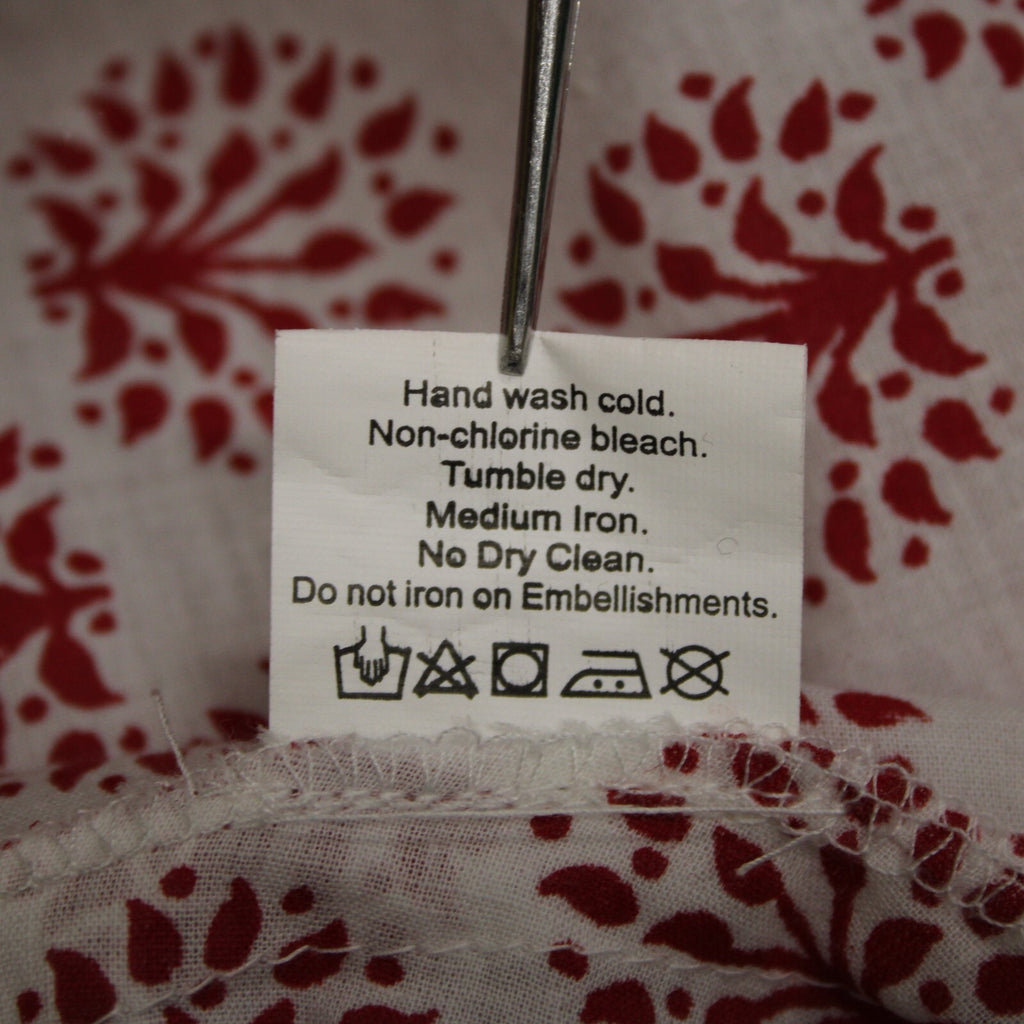 Hand wash cold.
Non-chlorine bleach.
Tumble dry.
Medium Iron.
No Dry Clean.
Do not iron on Embellishments.